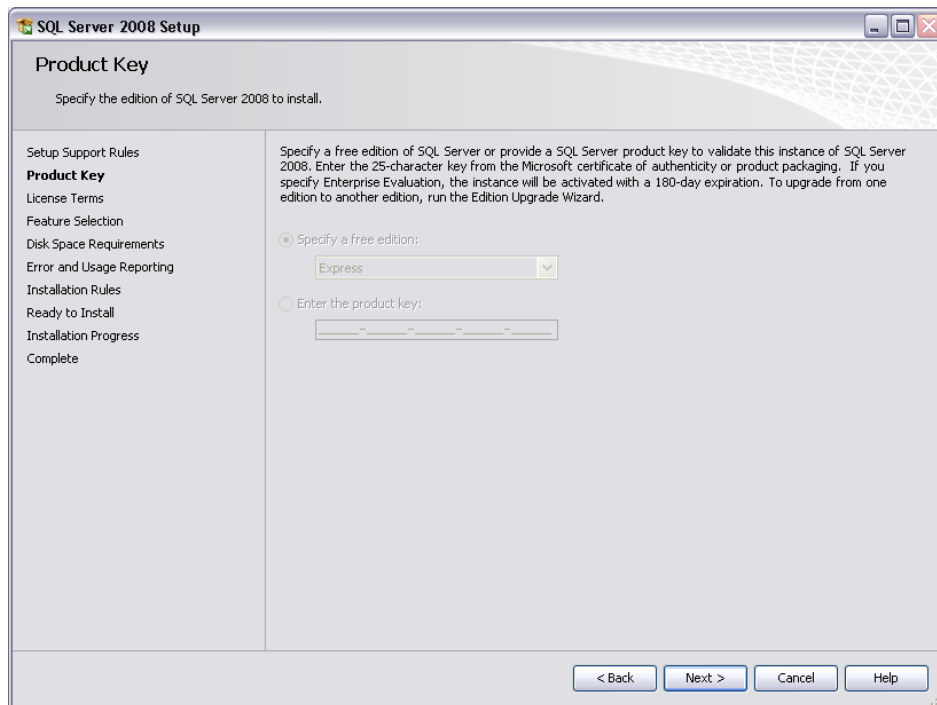 SQL Server 2008 Setup
Product Key
Specify the edition of SQL Server 2008 to install.
Setup Support Rules
Product Key
License Terms
Feature Selection
Disk Space Requirements
Error and Usage Reporting
Installation Rules
Ready to Install
Installation Progress
Complete
Specify a free edition of SQL Server or provide a SQL Server product key to validate this instance of SQL Server
2008. Enter the 25-character key from the Microsoft certificate of authenticity or product packaging. If you
specify Enterprise Evaluation, the instance will be activated with a 180-day expiration. To upgrade from one
edition to another edition, run the Edition Upgrade Wizard.
Specify a free edition:
Express
Enter the product key:
_____-_____-_____-_____-_____
< Back
Next >
Cancel
Help